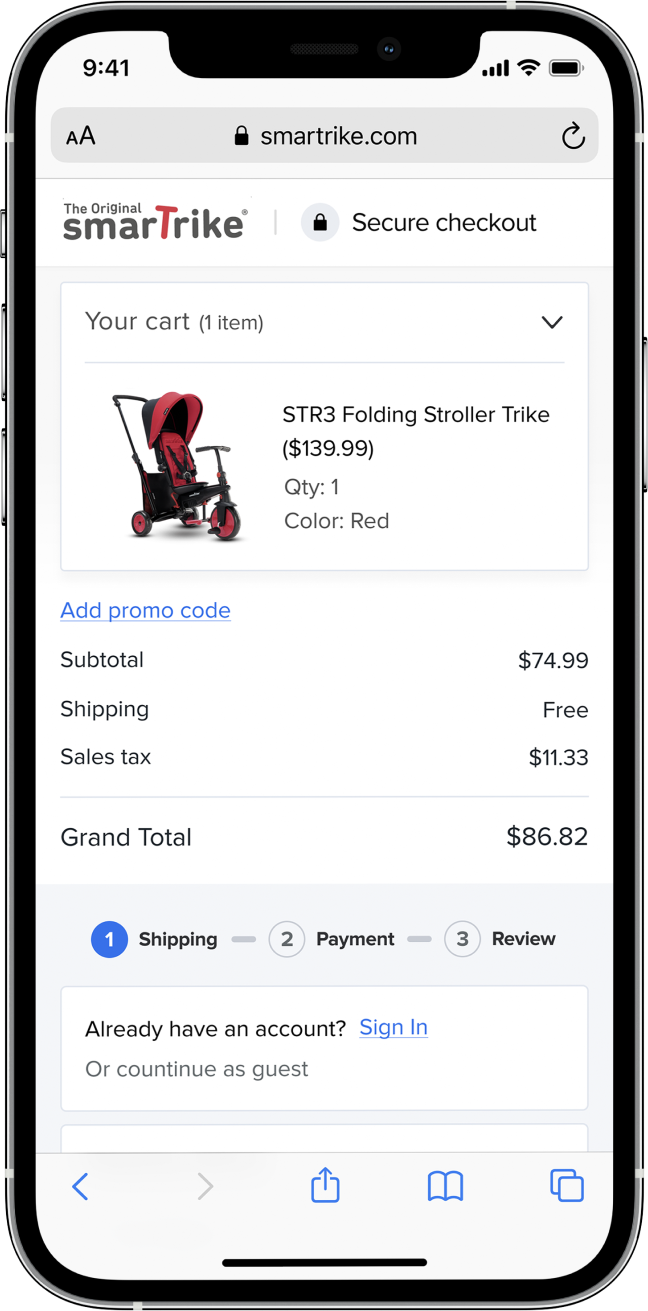 9:41
AA smartrike.com
The Original
smarTrike® Secure checkout
Your cart (1 item)
STR3 Folding Stroller Trike
($139.99)
Qty: 1
Color: Red
Add promo code
Subtotal $74.99
Shipping Free
Sales tax $11.33
Grand Total $86.82
1 Shipping 2 Payment 3 Review
Already have an account? Sign In
Or countinue as guest